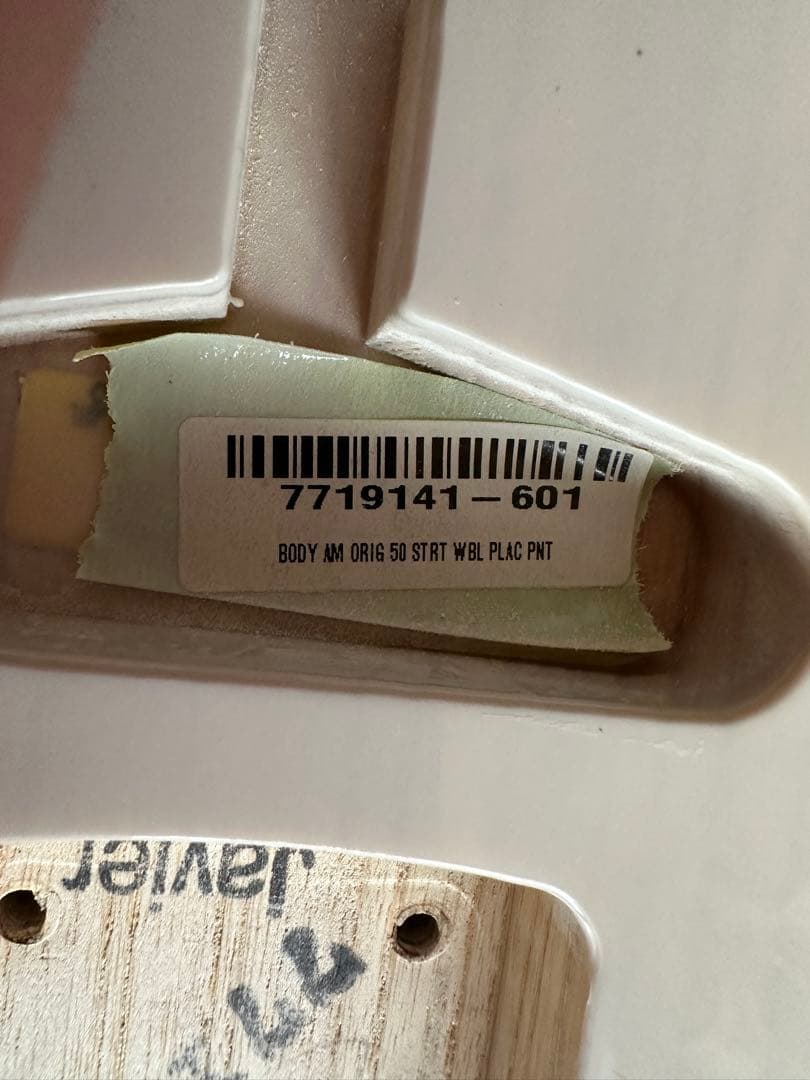 7719141-601
BODY AM ORIG 50 STRT WBL PLAC PNT
Javier